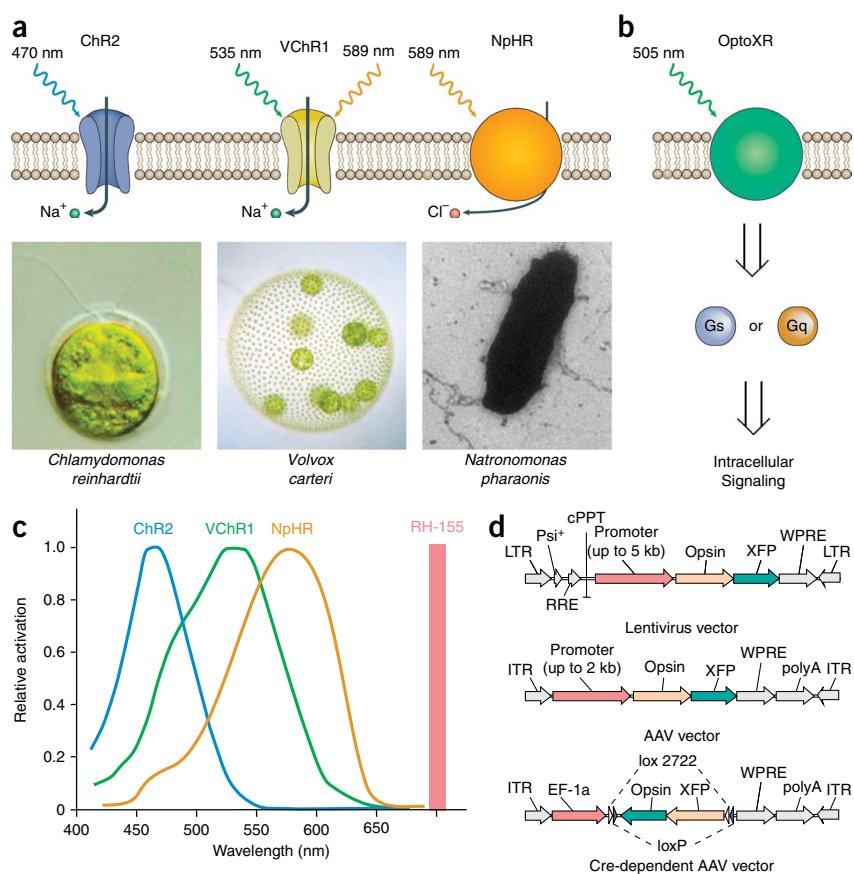 a
ChR2
VChR1
NpHR
470 nm
535 nm
589 nm
589 nm
Na+
Na+
Cl−
Chlamydomonas
reinhardtii
Volvox
carteri
Natronomonas
pharaonis
b
OptoXR
505 nm
Gs or Gq
Intracellular
Signaling
c
ChR2
VChR1
NpHR
RH-155
Relative activation
1.0
0.8
0.6
0.4
0.2
0
400
450
500
550
600
650
Wavelength (nm)
d
LTR
Psi+
RRE
cPPT
Promoter
(up to 5 kb)
Opsin
XFP
WPRE
LTR
Lentivirus vector
ITR
Promoter
(up to 2 kb)
Opsin
XFP
WPRE
polyA
ITR
AAV vector
lox 2722
ITR
EF-1a
Opsin
XFP
WPRE
polyA
ITR
loxP
Cre-dependent AAV vector